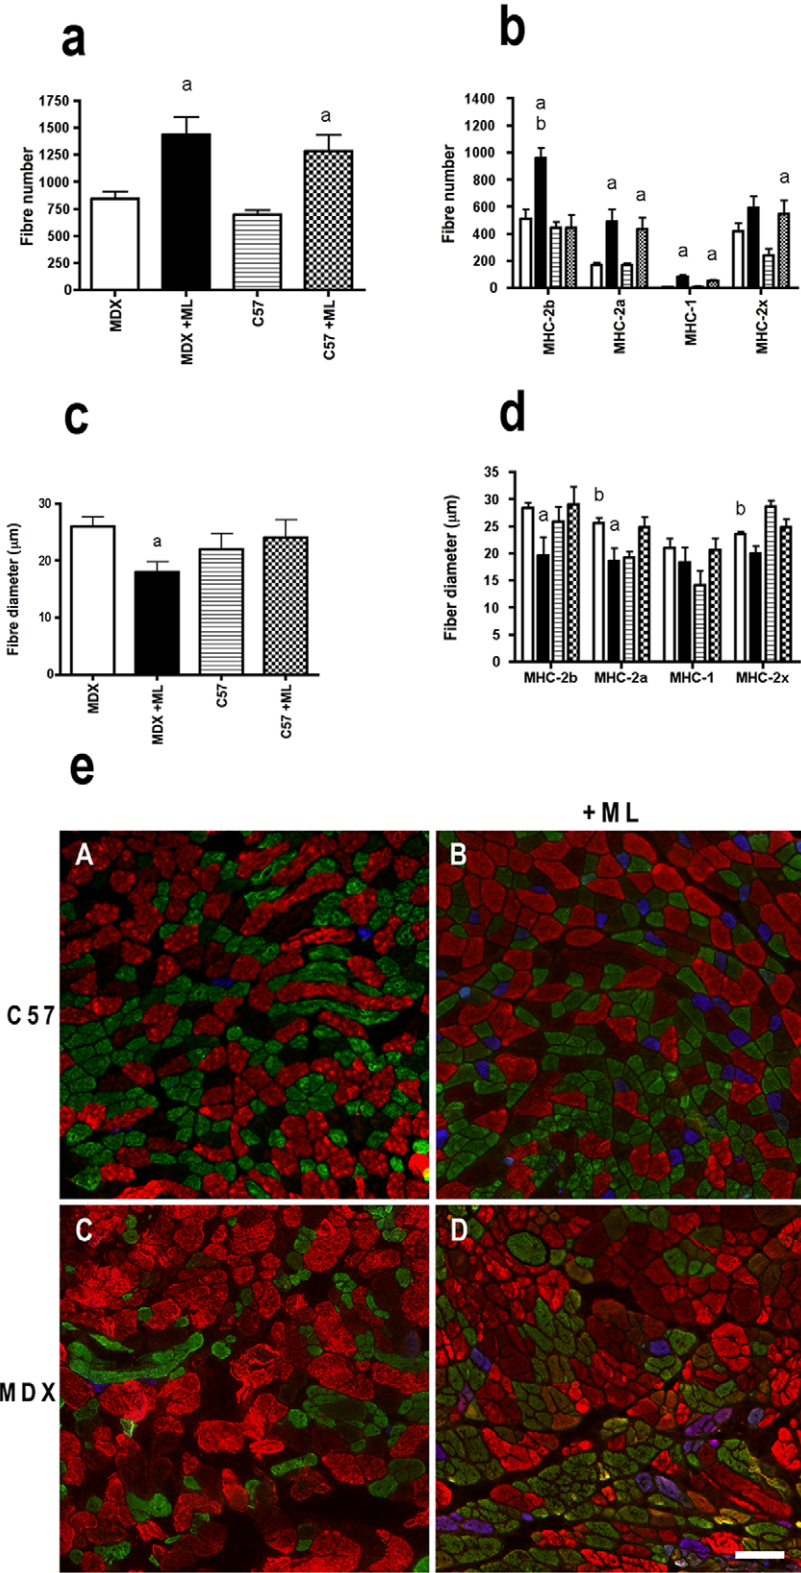 a
a
a
1750
1500
1250
1000
750
500
250
0
Fibre number
MDX
MDX +ML
C57
C57 +ML
b
a
b
a
a
a
a
a
1400
1200
1000
800
600
400
200
0
Fibre number
MHC-2b
MHC-2a
MHC-1
MHC-2x
c
a
30
20
10
0
Fibre diameter (μm)
MDX
MDX +ML
C57
C57 +ML
d
a
b
a
b
35
30
25
20
15
10
5
0
Fiber diameter (μm)
MHC-2b
MHC-2a
MHC-1
MHC-2x
e
+ML
A
B
C57
C
D
MDX